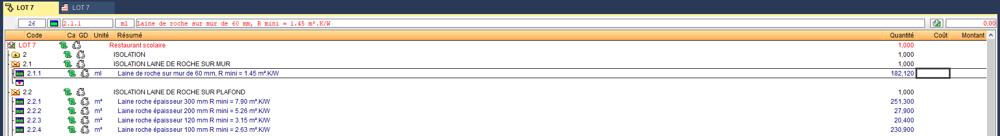 LOT 7 LOT 7
26 2.1.1 ml Laine de roche sur mur de 60 mm, R mini = 1.45 m².K/W 0,00
Code Ca GD Unité Résumé Quantité Coût Montant
LOT 7 Restaurant scolaire 1,000
2 ISOLATION 1,000
2.1 ISOLATION LAINE DE ROCHE SUR MUR 1,000
2.1.1 ml Laine de roche sur mur de 60 mm, R mini = 1.45 m².K/W 182,120
2.2 ISOLATION LAINE DE ROCHE SUR PLAFOND 1,000
2.2.1 m² Laine roche épaisseur 300 mm R mini = 7.90 m².K/W 251,300
2.2.2 m² Laine roche épaisseur 200 mm R mini = 5.26 m².K/W 27,900
2.2.3 m² Laine roche épaisseur 120 mm R mini = 3.15 m².K/W 20,400
2.2.4 m² Laine roche épaisseur 100 mm R mini = 2.63 m².K/W 230,900